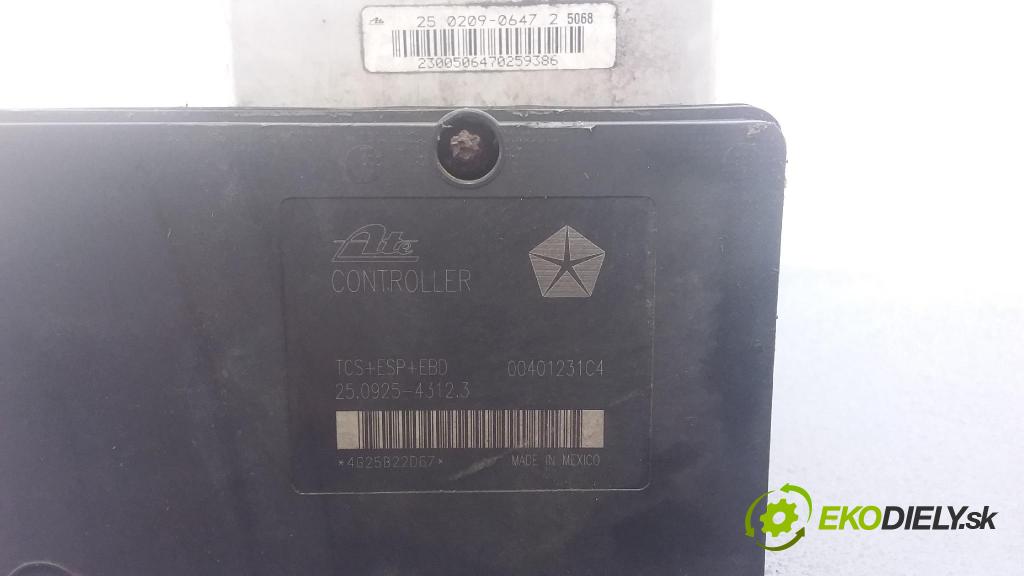 Ate 25 0209-0647 2 5068
2300506470259386
Ate
CONTROLLER
TCS+ESP+EBD 00401231C4
25.0925-4312.3
*4G25B22D67* MADE IN MEXICO
EKODIELY.sk